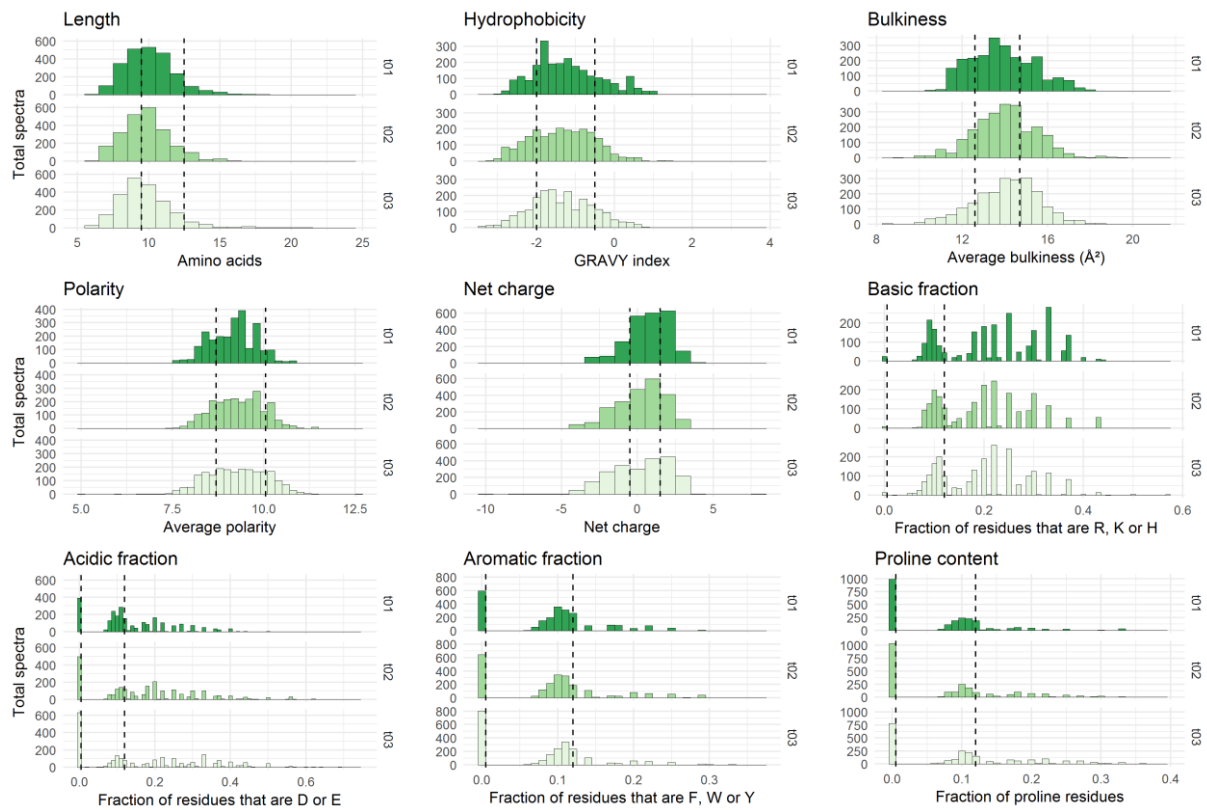 Length
Total spectra
600
400
200
0
t01
600
400
200
0
t02
600
400
200
0
t03
5 10 15 20 25
Amino acids
Hydrophobicity
300
200
100
0
t01
300
200
100
0
t02
300
200
100
0
t03
-2 0 2 4
GRAVY index
Bulkiness
300
200
100
0
t01
300
200
100
0
t02
300
200
100
0
t03
8 12 16 20
Average bulkiness (Å²)
Polarity
Total spectra
400
300
200
100
0
t01
400
300
200
100
0
t02
400
300
200
100
0
t03
5.0 7.5 10.0 12.5
Average polarity
Net charge
600
400
200
0
t01
600
400
200
0
t02
600
400
200
0
t03
-10 -5 0 5
Net charge
Basic fraction
200
100
0
t01
200
100
0
t02
200
100
0
t03
0.0 0.2 0.4 0.6
Fraction of residues that are R, K or H
Acidic fraction
Total spectra
600
400
200
0
t01
600
400
200
0
t02
600
400
200
0
t03
0.0 0.2 0.4 0.6
Fraction of residues that are D or E
Aromatic fraction
800
600
400
200
0
t01
800
600
400
200
0
t02
800
600
400
200
0
t03
0.0 0.1 0.2 0.3
Fraction of residues that are F, W or Y
Proline content
1000
750
500
250
0
t01
1000
750
500
250
0
t02
1000
750
500
250
0
t03
0.0 0.1 0.2 0.3 0.4
Fraction of proline residues